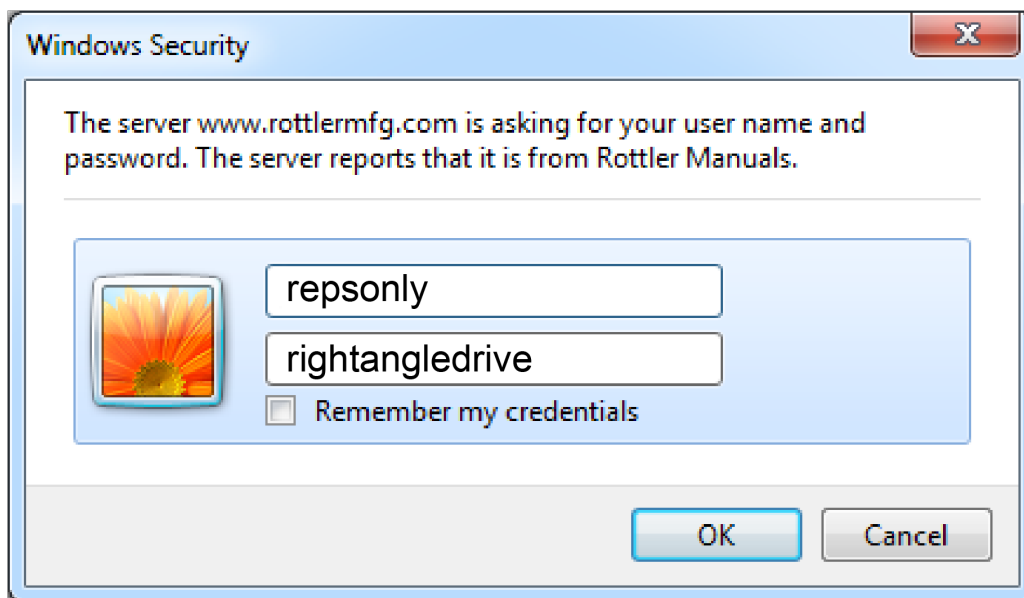 Windows Security
The server www.rottlermfg.com is asking for your user name and
password. The server reports that it is from Rottler Manuals.
repsonly
rightangledrive
Remember my credentials
OK
Cancel